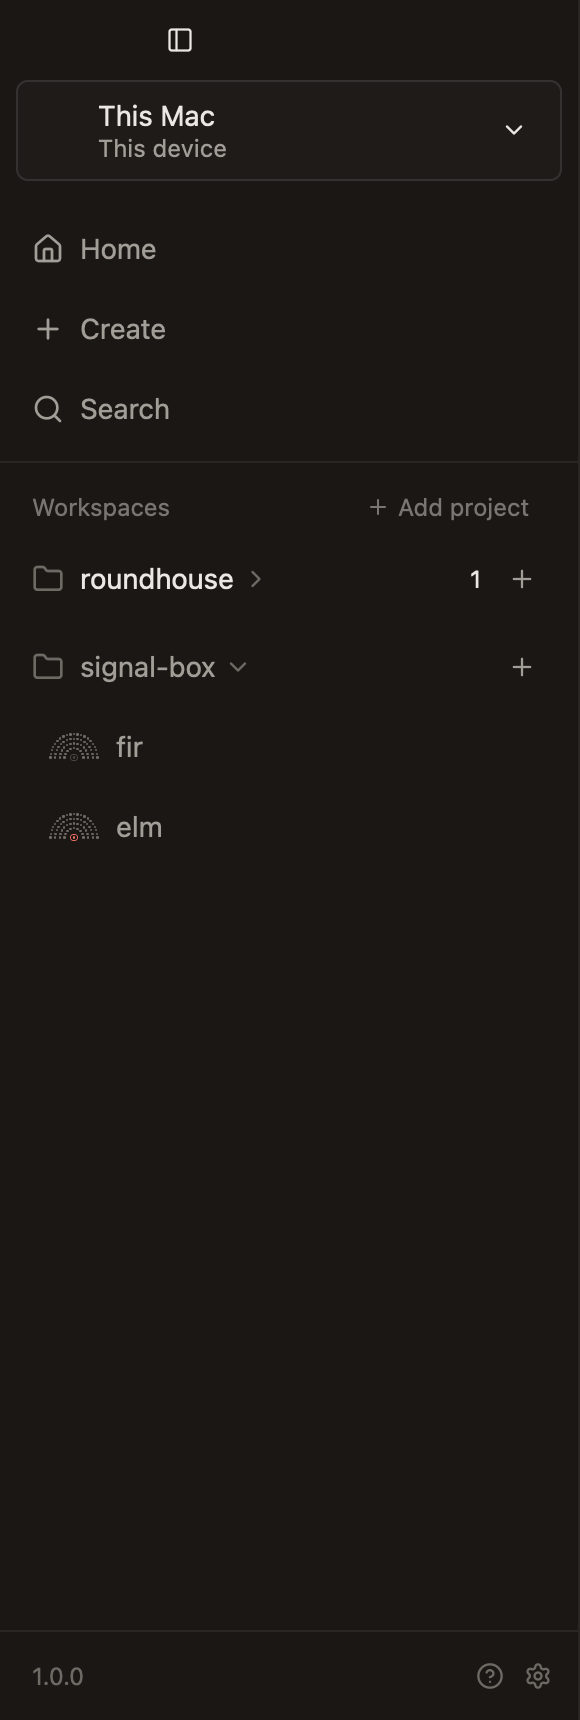 This Mac
This device
Home
Create
Search
Workspaces + Add project
roundhouse 1
signal-box
fir
elm
1.0.0